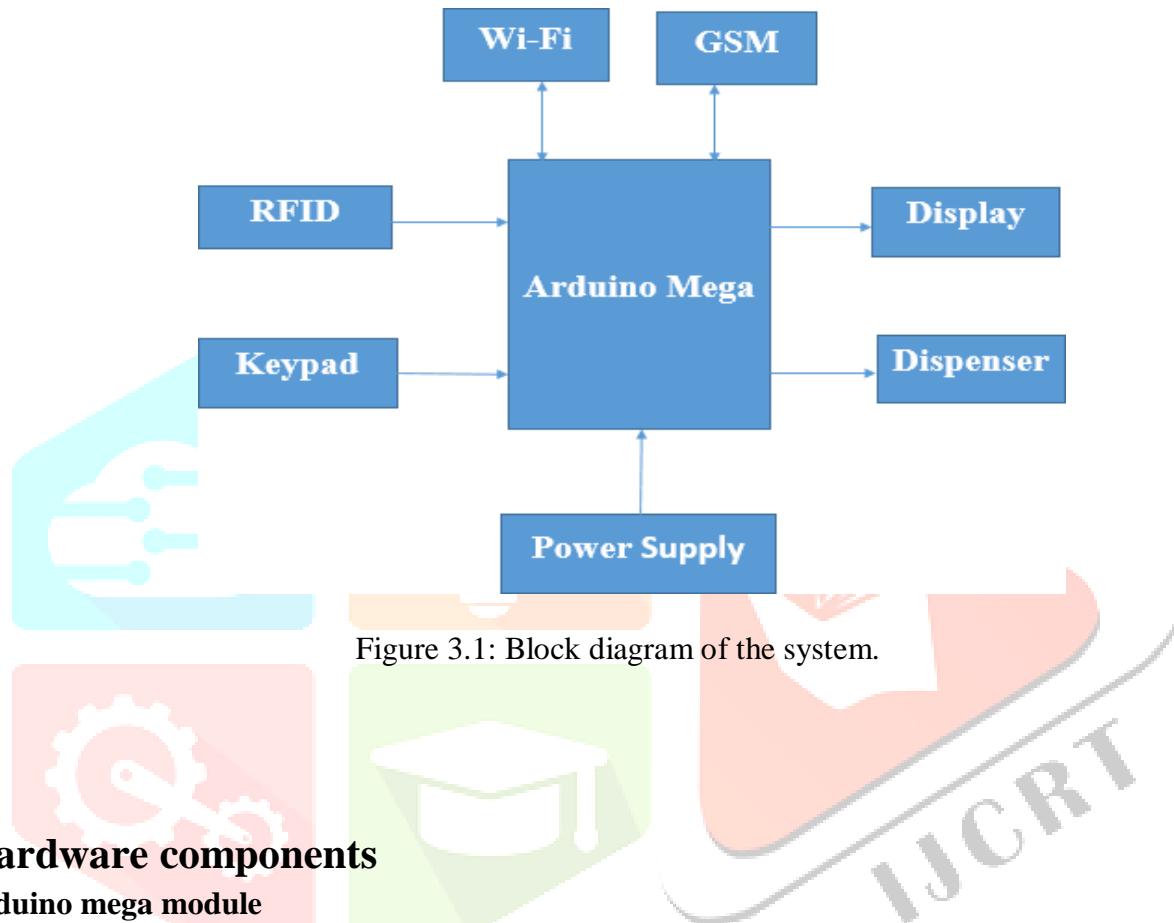 Wi-Fi
GSM
RFID
Display
Arduino Mega
Keypad
Dispenser
Power Supply
Figure 3.1: Block diagram of the system.
ardware components
duino mega module
IJCRT